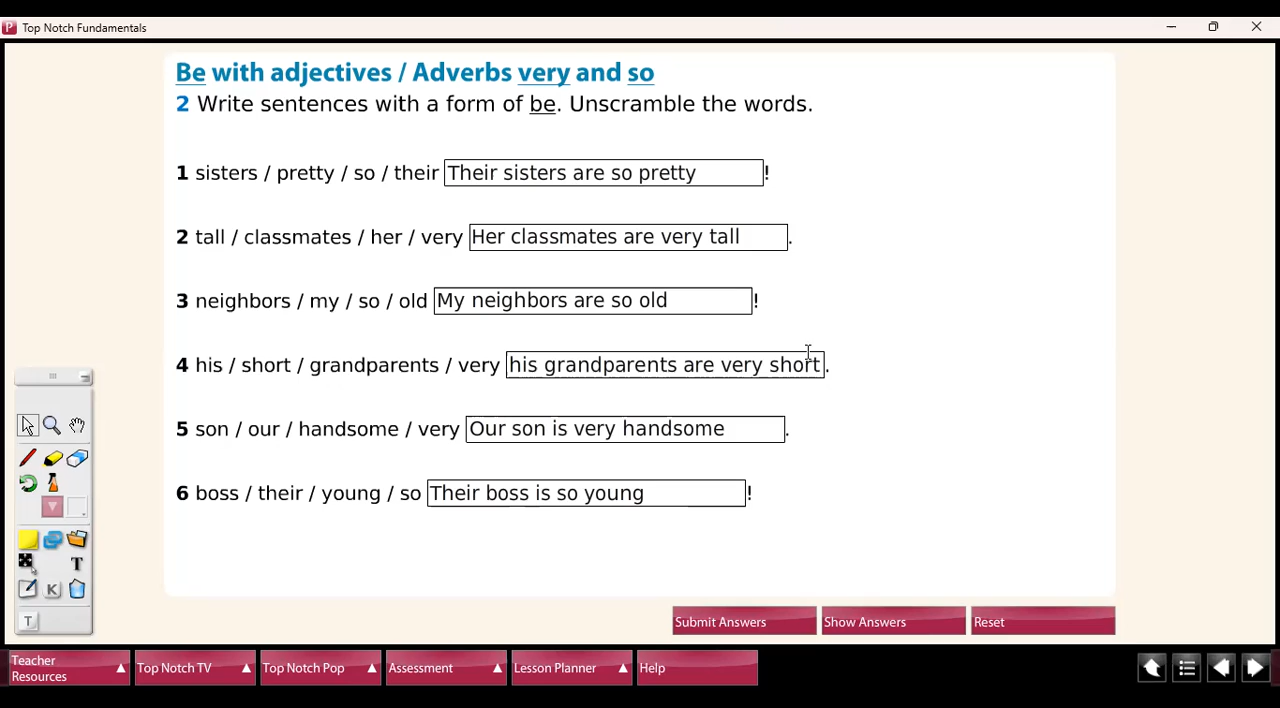 Top Notch Fundamentals
Be with adjectives / Adverbs very and so
2 Write sentences with a form of be. Unscramble the words.
1 sisters / pretty / so / their Their sisters are so pretty !
2 tall / classmates / her / very Her classmates are very tall .
3 neighbors / my / so / old My neighbors are so old !
4 his / short / grandparents / very his grandparents are very short .
5 son / our / handsome / very Our son is very handsome .
6 boss / their / young / so Their boss is so young !
T
K
T
Submit Answers Show Answers Reset
Teacher Resources Top Notch TV Top Notch Pop Assessment Lesson Planner Help